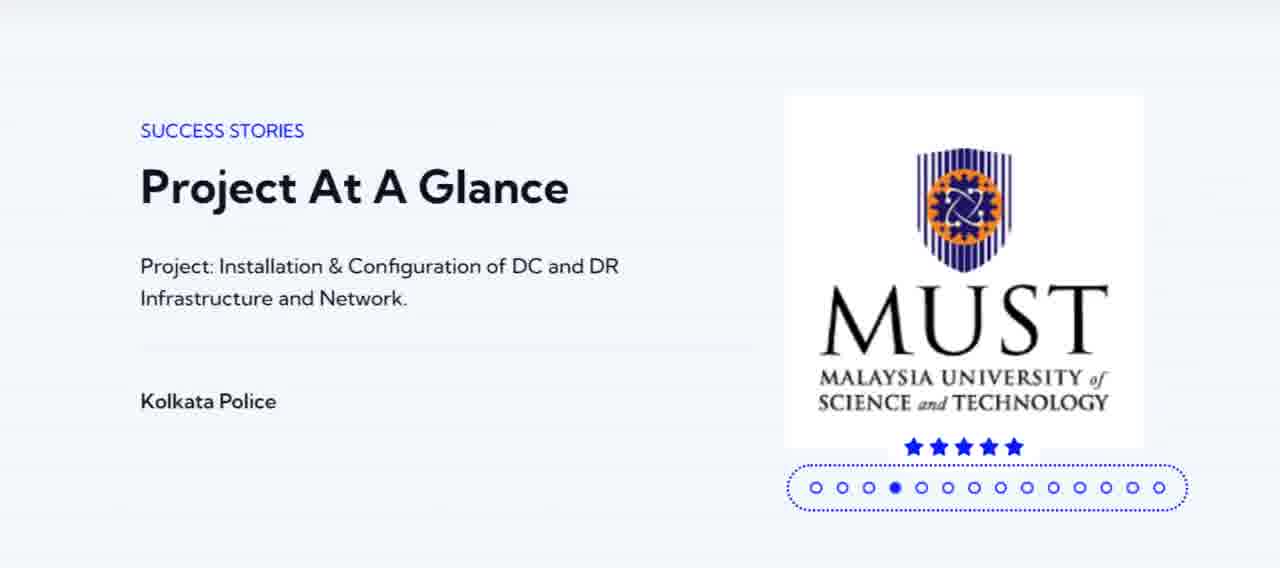 SUCCESS STORIES
Project At A Glance
Project: Installation & Configuration of DC and DR
Infrastructure and Network.
Kolkata Police
MUST
MALAYSIA UNIVERSITY of
SCIENCE and TECHNOLOGY